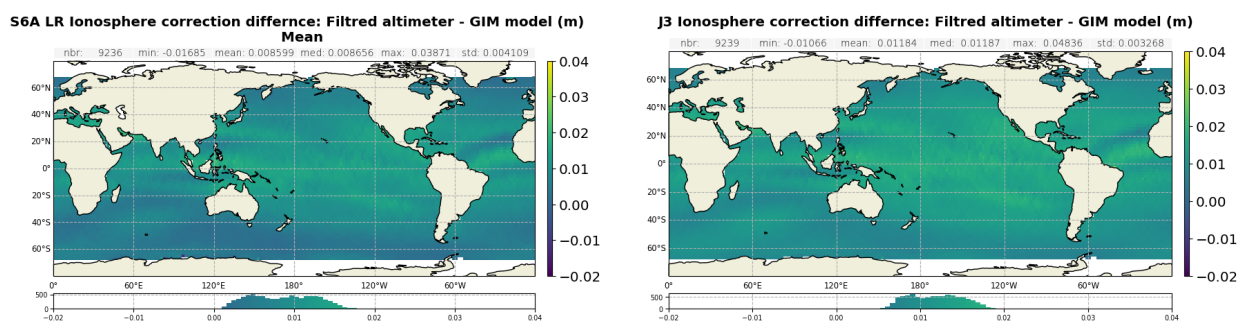 S6A LR Ionosphere correction differnce: Filtred altimeter - GIM model (m)
Mean
nbr: 9236 min: -0.01685 mean: 0.008599 med: 0.008656 max: 0.03871 std: 0.004109
60°N
40°N
20°N
0°
20°S
40°S
60°S
0° 60°E 120°E 180° 120°W 60°W
0.04
0.03
0.02
0.01
0.00
−0.01
−0.02
500
0
−0.02 −0.01 0.00 0.01 0.02 0.03 0.04
J3 Ionosphere correction differnce: Filtred altimeter - GIM model (m)
nbr: 9239 min: -0.01066 mean: 0.01184 med: 0.01187 max: 0.04836 std: 0.003268
60°N
40°N
20°N
0°
20°S
40°S
60°S
0° 60°E 120°E 180° 120°W 60°W
0.04
0.03
0.02
0.01
0.00
−0.01
−0.02
500
0
−0.02 −0.01 0.00 0.01 0.02 0.03 0.04